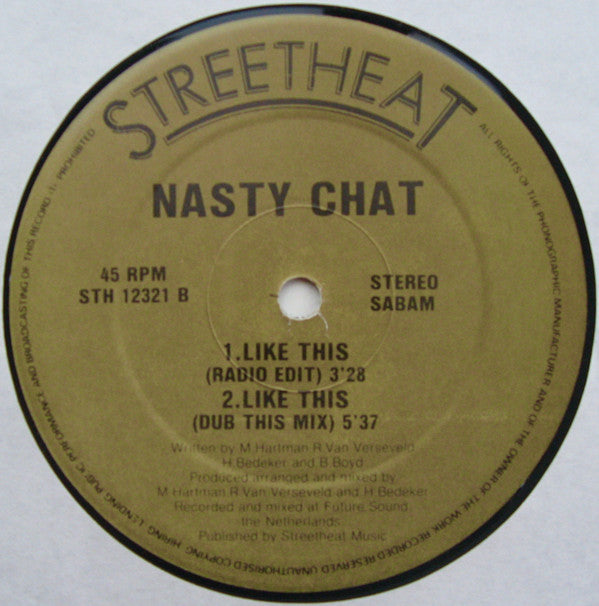 STREETHEAT
NASTY CHAT
45 RPM
STH 12321 B
STEREO
SABAM
1.LIKE THIS
(RADIO EDIT) 3'28
2.LIKE THIS
(DUB THIS MIX) 5'37
Written by M.Hartman R.Van Verseveld
H.Bedeker and B.Boyd
Produced arranged and mixed by
M.Hartman.R.Van Verseveld and H.Bedeker
Recorded and mixed at Future Sound
the Netherlands
Published by Streetheat Music
ALL RIGHTS OF THE PHONOGRAPHIC MANUFACTURER AND OF THE OWNER OF THE WORK RECORDED RESERVED UNAUTHORISED COPYING, HIRING, LENDING PUBLIC PERFORMANCE AND BROADCASTING OF THIS RECORD PROHIBITED